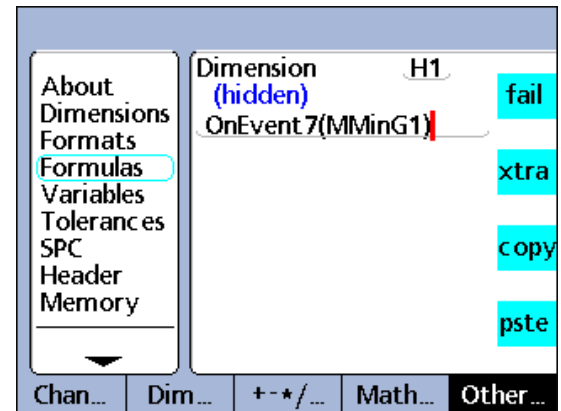 About
Dimensions
Formats
Formulas
Variables
Tolerances
SPC
Header
Memory
Dimension H1
(hidden)
OnEvent7(MMinG1)
fail
xtra
copy
pste
Chan... Dim... +-*/... Math... Other...